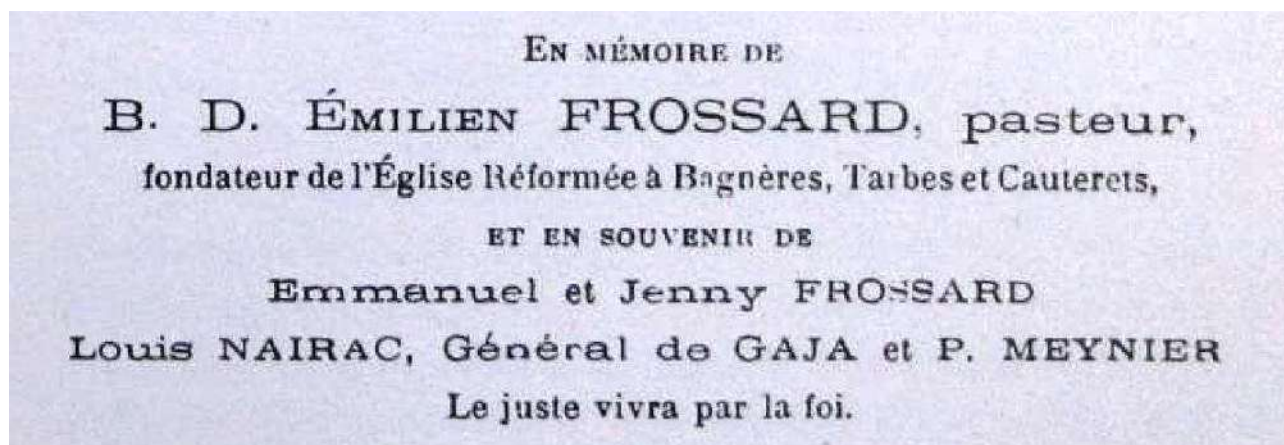 EN MÉMOIRE DE
B. D. ÉMILIEN FROSSARD, pasteur,
fondateur de l'Église Réformée à Bagnères, Tarbes et Cauterets,
ET EN SOUVENIR DE
Emmanuel et Jenny FROSSARD
Louis NAIRAC, Général de GAJA et P. MEYNIER
Le juste vivra par la foi.